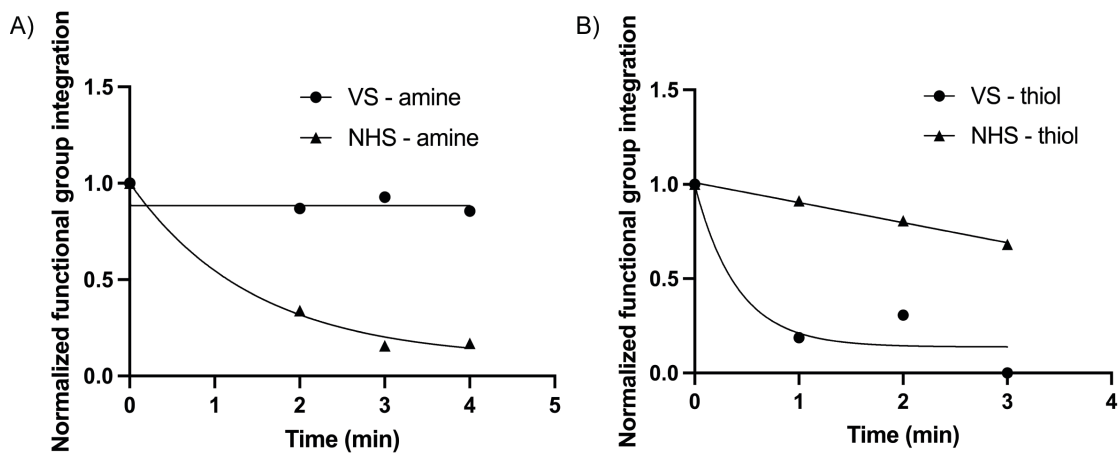 A)
Normalized functional group integration
1.5
1.0
0.5
0.0
0 1 2 3 4 5
Time (min)
VS - amine
NHS - amine
B)
Normalized functional group integration
1.5
1.0
0.5
0.0
0 1 2 3 4
Time (min)
VS - thiol
NHS - thiol